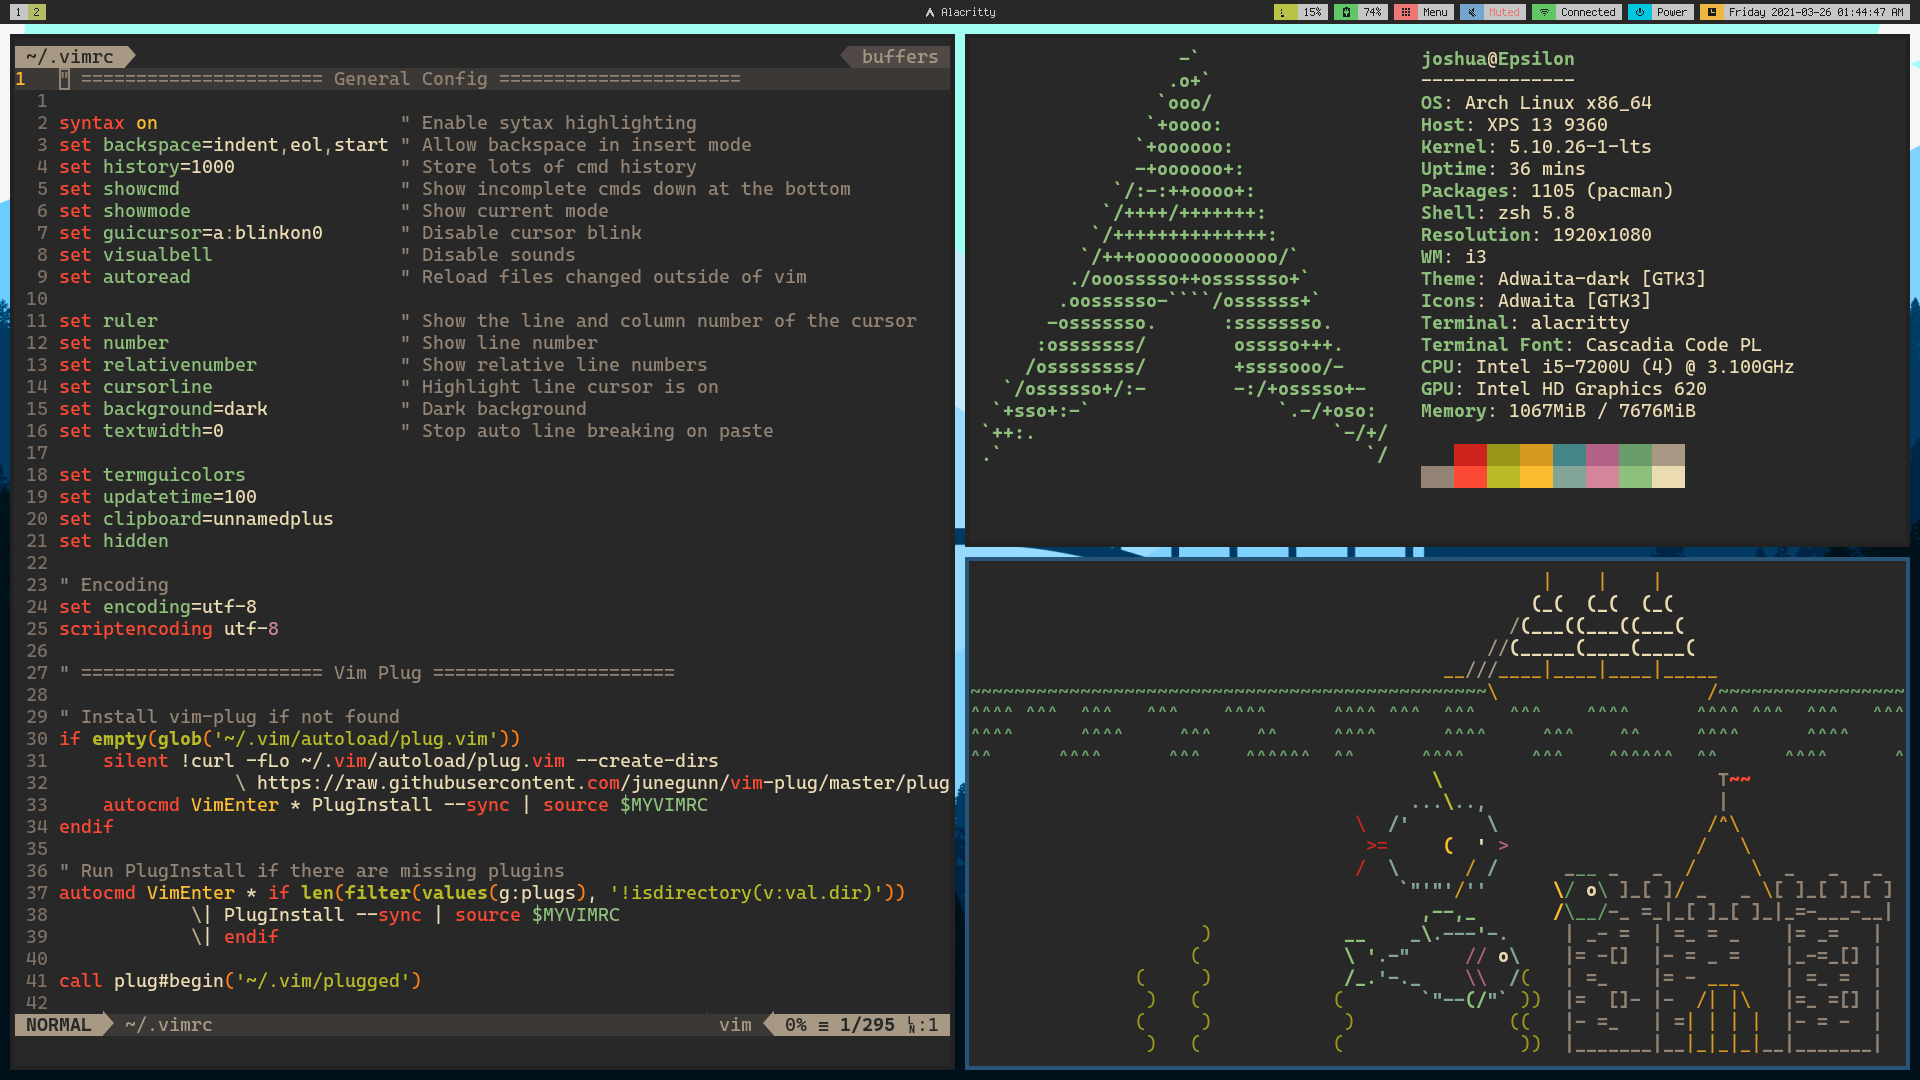 1 2 Alacritty 15% 74% Menu Muted Connected Power Friday 2021-03-26 01:44:47 AM
~/.vimrc buffers
1 " ====================== General Config ======================
1
2 syntax on " Enable sytax highlighting
3 set backspace=indent,eol,start " Allow backspace in insert mode
4 set history=1000 " Store lots of cmd history
5 set showcmd " Show incomplete cmds down at the bottom
6 set showmode " Show current mode
7 set guicursor=a:blinkon0 " Disable cursor blink
8 set visualbell " Disable sounds
9 set autoread " Reload files changed outside of vim
10
11 set ruler " Show the line and column number of the cursor
12 set number " Show line number
13 set relativenumber " Show relative line numbers
14 set cursorline " Highlight line cursor is on
15 set background=dark " Dark background
16 set textwidth=0 " Stop auto line breaking on paste
17
18 set termguicolors
19 set updatetime=100
20 set clipboard=unnamedplus
21 set hidden
22
23 " Encoding
24 set encoding=utf-8
25 scriptencoding utf-8
26
27 " ====================== Vim Plug ======================
28
29 " Install vim-plug if not found
30 if empty(glob('~/.vim/autoload/plug.vim'))
31 silent !curl -fLo ~/.vim/autoload/plug.vim --create-dirs
32 \ https://raw.githubusercontent.com/junegunn/vim-plug/master/plug
33 autocmd VimEnter * PlugInstall --sync | source $MYVIMRC
34 endif
35
36 " Run PlugInstall if there are missing plugins
37 autocmd VimEnter * if len(filter(values(g:plugs), '!isdirectory(v:val.dir)'))
38 \| PlugInstall --sync | source $MYVIMRC
39 \| endif
40
41 call plug#begin('~/.vim/plugged')
42
NORMAL ~/.vimrc vim 0% ≡ 1/295 :1
joshua@Epsilon
--------------
OS: Arch Linux x86_64
Host: XPS 13 9360
Kernel: 5.10.26-1-lts
Uptime: 36 mins
Packages: 1105 (pacman)
Shell: zsh 5.8
Resolution: 1920x1080
WM: i3
Theme: Adwaita-dark [GTK3]
Icons: Adwaita [GTK3]
Terminal: alacritty
Terminal Font: Cascadia Code PL
CPU: Intel i5-7200U (4) @ 3.100GHz
GPU: Intel HD Graphics 620
Memory: 1067MiB / 7676MiB